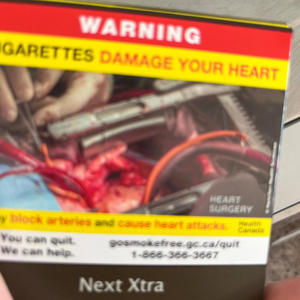 WARNING
IGARETTES DAMAGE YOUR HEART
HEART
SURGERY
y block arteries and cause heart attacks.
Health
Canada
You can quit.
We can help.
gosmokefree.gc.ca/quit
1-866-366-3667
Next Xtra